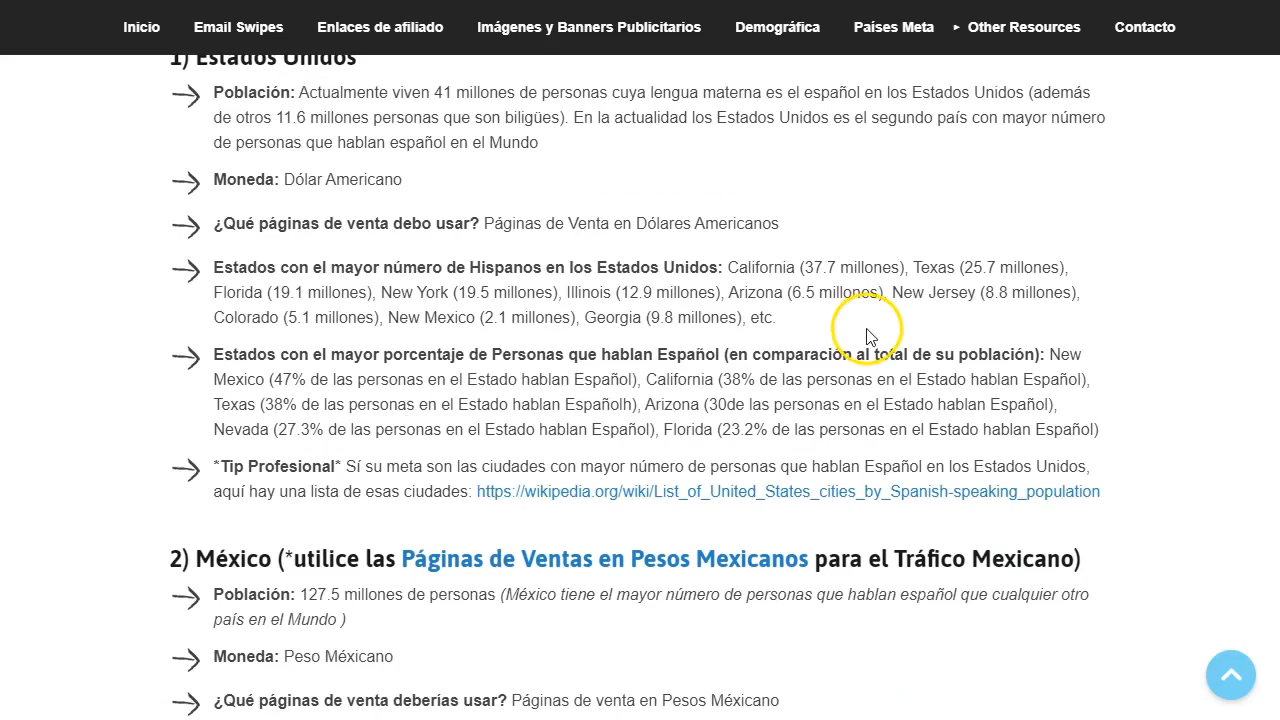 Inicio Email Swipes Enlaces de afiliado Imágenes y Banners Publicitarios Demográfica Países Meta ▸ Other Resources Contacto
1) Estados Unidos
Población: Actualmente viven 41 millones de personas cuya lengua materna es el español en los Estados Unidos (además
de otros 11.6 millones personas que son biligües). En la actualidad los Estados Unidos es el segundo país con mayor número
de personas que hablan español en el Mundo
Moneda: Dólar Americano
¿Qué páginas de venta debo usar? Páginas de Venta en Dólares Americanos
Estados con el mayor número de Hispanos en los Estados Unidos: California (37.7 millones), Texas (25.7 millones),
Florida (19.1 millones), New York (19.5 millones), Illinois (12.9 millones), Arizona (6.5 millones), New Jersey (8.8 millones),
Colorado (5.1 millones), New Mexico (2.1 millones), Georgia (9.8 millones), etc.
Estados con el mayor porcentaje de Personas que hablan Español (en comparación al total de su población): New
Mexico (47% de las personas en el Estado hablan Español), California (38% de las personas en el Estado hablan Español),
Texas (38% de las personas en el Estado hablan Españolh), Arizona (30de las personas en el Estado hablan Español),
Nevada (27.3% de las personas en el Estado hablan Español), Florida (23.2% de las personas en el Estado hablan Español)
*Tip Profesional* Sí su meta son las ciudades con mayor número de personas que hablan Español en los Estados Unidos,
aquí hay una lista de esas ciudades: https://wikipedia.org/wiki/List_of_United_States_cities_by_Spanish-speaking_population
2) México (*utilice las Páginas de Ventas en Pesos Mexicanos para el Tráfico Mexicano)
Población: 127.5 millones de personas (México tiene el mayor número de personas que hablan español que cualquier otro
país en el Mundo )
Moneda: Peso Méxicano
¿Qué páginas de venta deberías usar? Páginas de venta en Pesos Méxicano